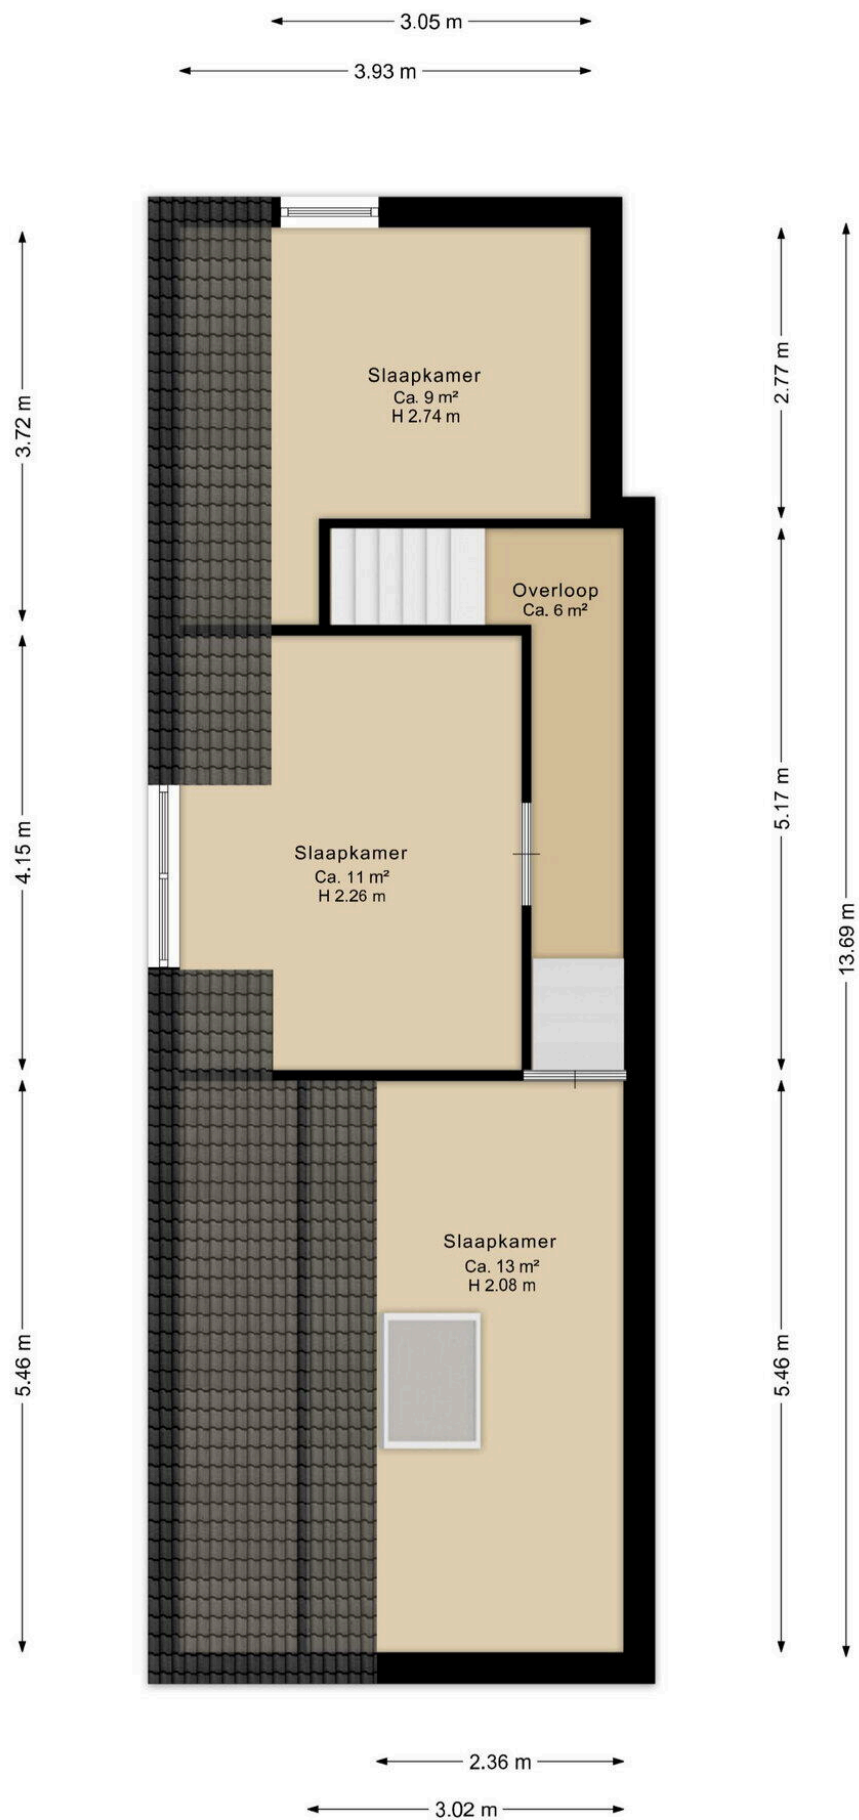 3.05 m
3.93 m
3.72 m
2.77 m
Slaapkamer
Ca. 9 m²
H 2.74 m
Overloop
Ca. 6 m²
4.15 m
5.17 m
Slaapkamer
Ca. 11 m²
H 2.26 m
13.69 m
Slaapkamer
Ca. 13 m²
H 2.08 m
5.46 m
5.46 m
2.36 m
3.02 m